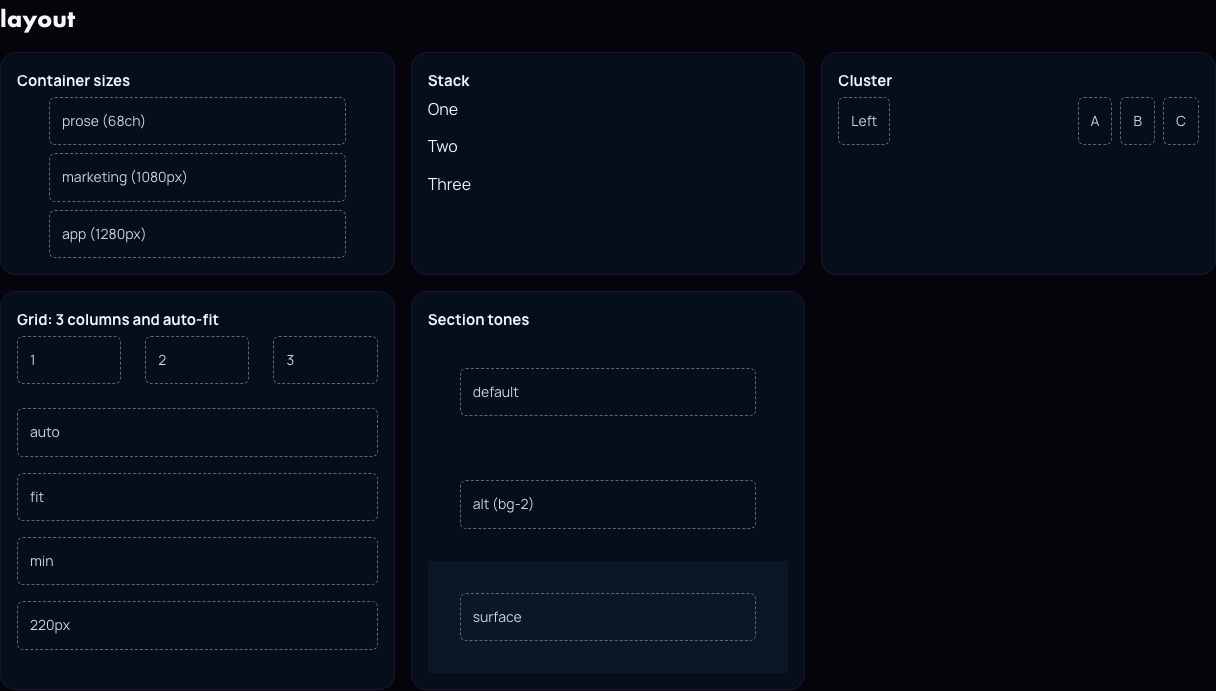 layout
Container sizes
prose (68ch)
marketing (1080px)
app (1280px)
Stack
One
Two
Three
Cluster
Left
A
B
C
Grid: 3 columns and auto-fit
1
2
3
auto
fit
min
220px
Section tones
default
alt (bg-2)
surface